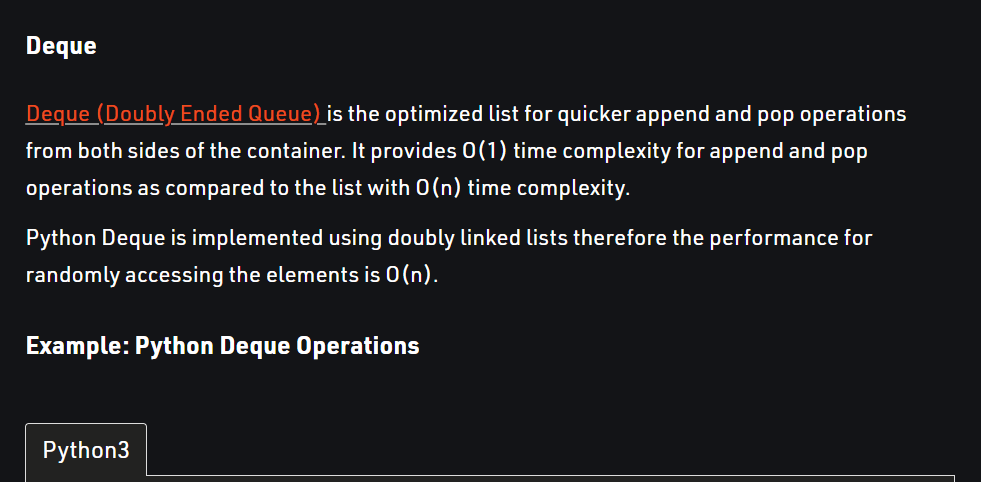 Deque
Deque (Doubly Ended Queue) is the optimized list for quicker append and pop operations
from both sides of the container. It provides O(1) time complexity for append and pop
operations as compared to the list with O(n) time complexity.
Python Deque is implemented using doubly linked lists therefore the performance for
randomly accessing the elements is O(n).
Example: Python Deque Operations
Python3